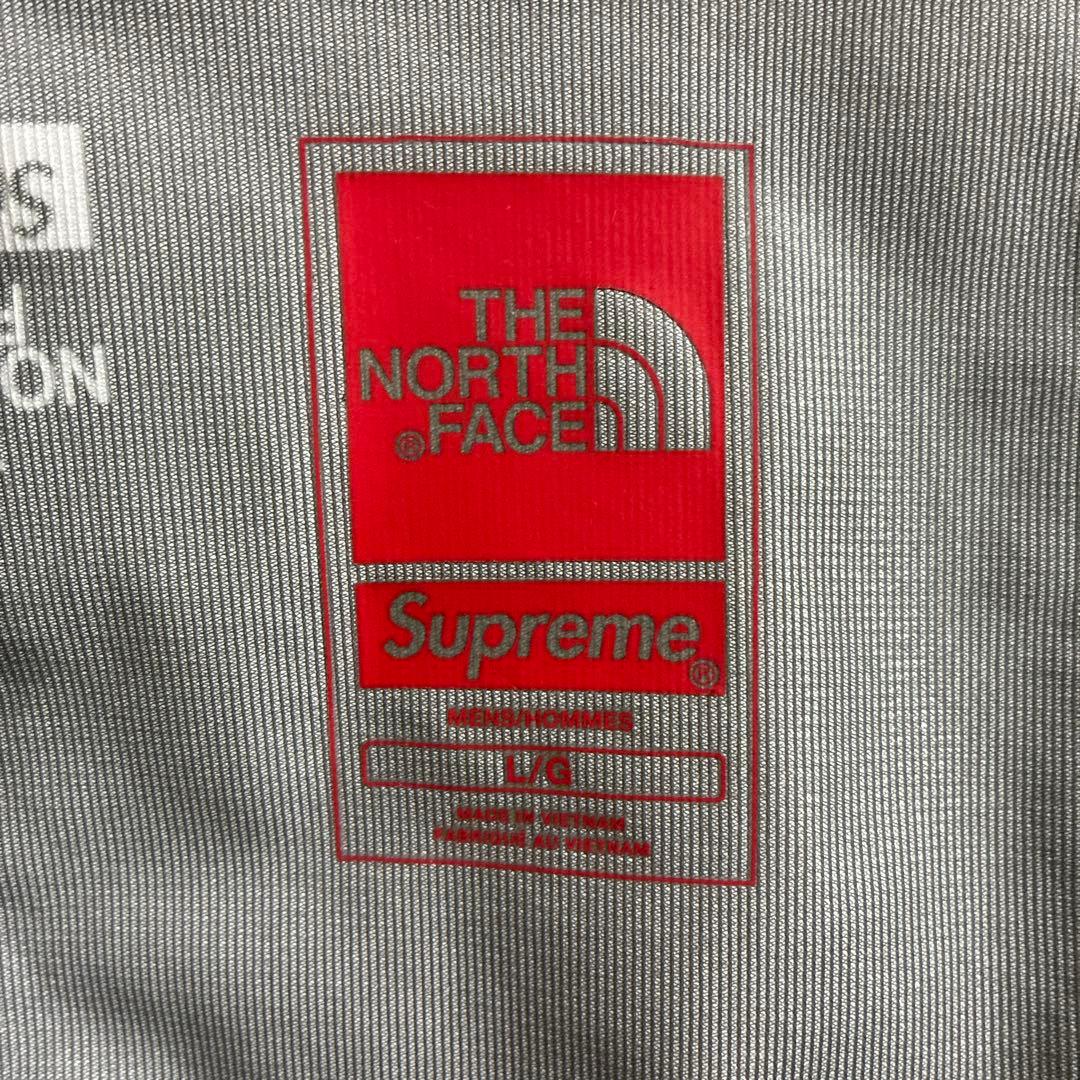 THE
NORTH
®FACE
Supreme®
MENS/HOMMES
L/G
MADE IN VIETNAM
FABRIQUÉ AU VIETNAM